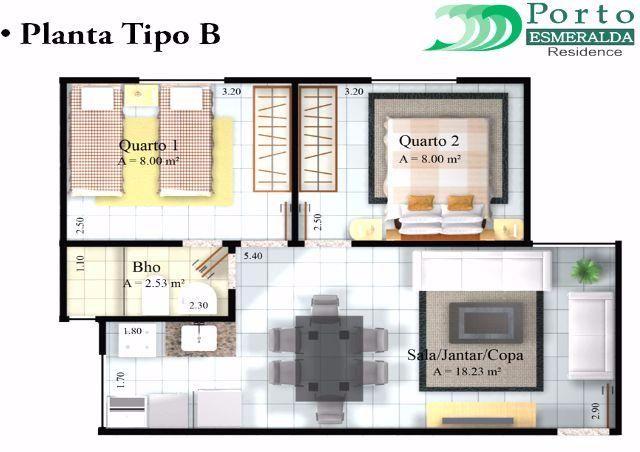 • Planta Tipo B
Porto
ESMERALDA
Residence
3.20
3.20
Quarto 1
A = 8.00 m²
Quarto 2
A = 8.00 m²
2.50
2.50
1.10
Bho
A = 2.53 m²
2.30
5.40
1.80
1.70
Sala/Jantar/Copa
A = 18.23 m²
2.90